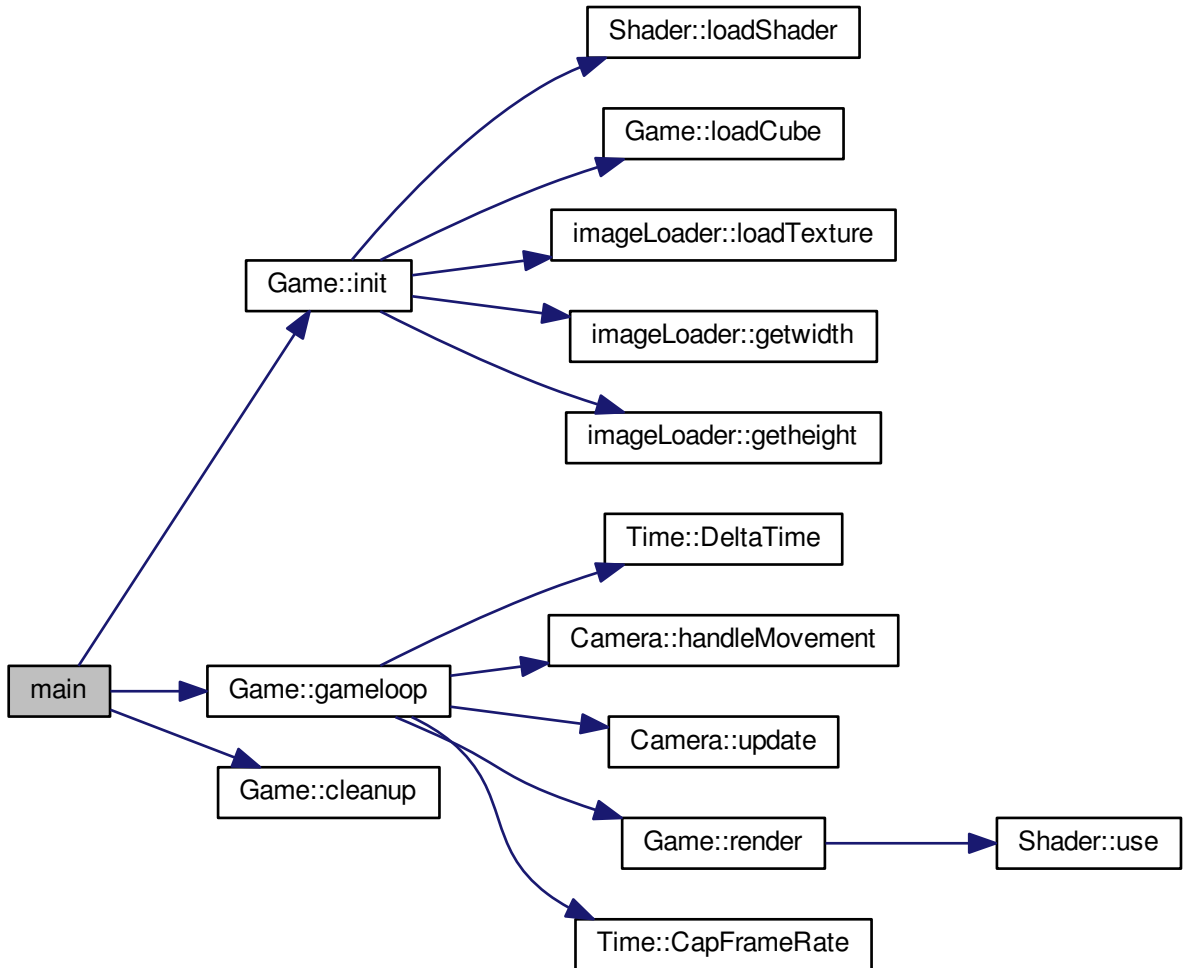 Shader::loadShader
Game::loadCube
imageLoader::loadTexture
Game::init
imageLoader::getwidth
imageLoader::getheight
Time::DeltaTime
Camera::handleMovement
main
Game::gameloop
Camera::update
Game::cleanup
Game::render
Shader::use
Time::CapFrameRate